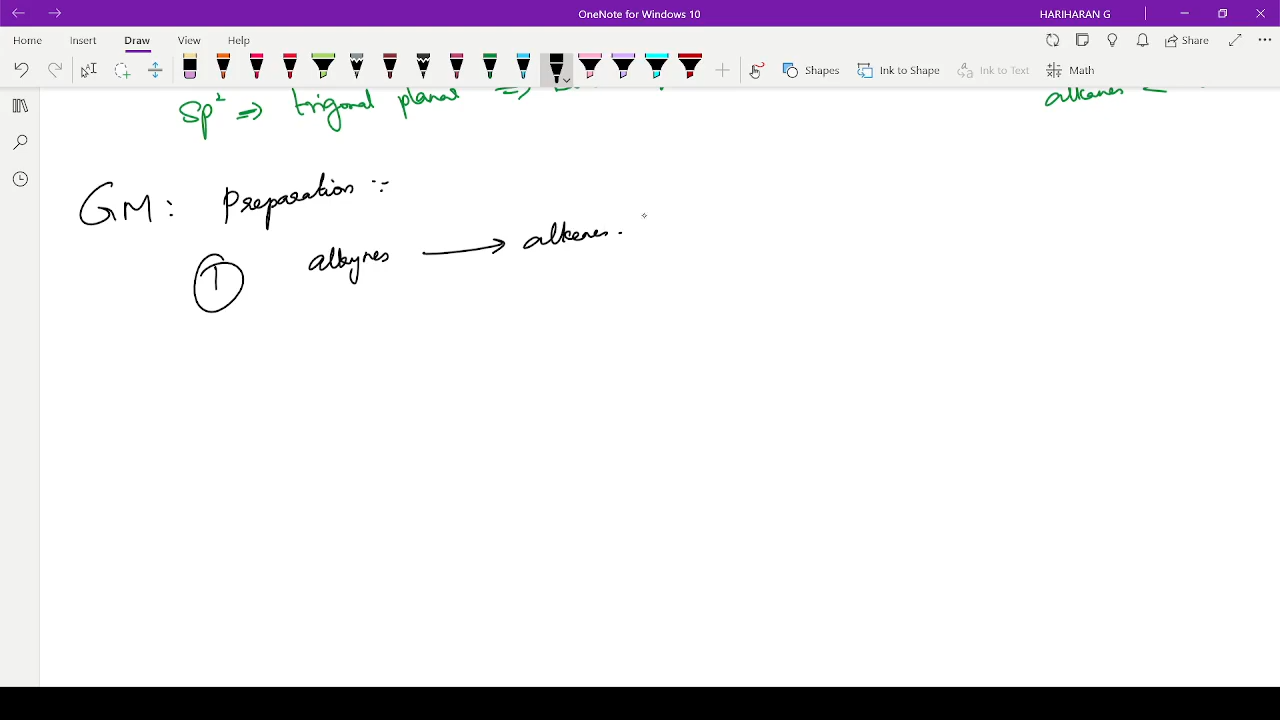 OneNote for Windows 10
HARIHARAN G
Home Insert Draw View Help
Share
Shapes Ink to Shape Ink to Text Math
sp² => trigonal planar =>
alkanes <
GM: Preparation :-
1 alkynes → alkenes.